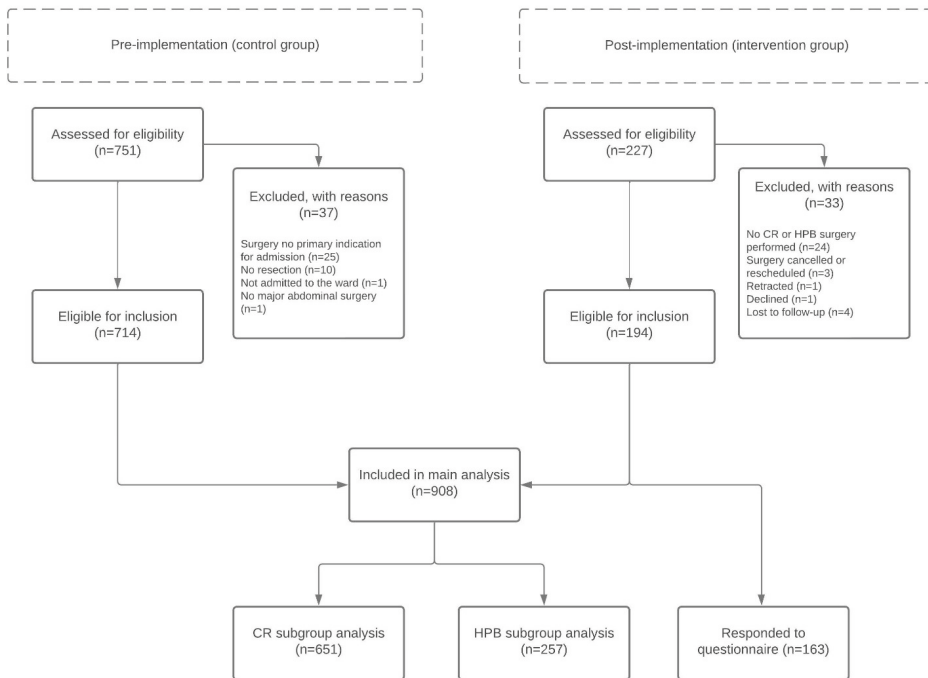 Pre-implementation (control group)
Post-implementation (intervention group)
Assessed for eligibility
(n=751)
Assessed for eligibility
(n=227)
Excluded, with reasons
(n=37)
Surgery no primary indication
for admission (n=25)
No resection (n=10)
Not admitted to the ward (n=1)
No major abdominal surgery
(n=1)
Excluded, with reasons
(n=33)
No CR or HPB surgery
performed (n=24)
Surgery cancelled or
rescheduled (n=3)
Retracted (n=1)
Declined (n=1)
Lost to follow-up (n=4)
Eligible for inclusion
(n=714)
Eligible for inclusion
(n=194)
Included in main analysis
(n=908)
CR subgroup analysis
(n=651)
HPB subgroup analysis
(n=257)
Responded to
questionnaire (n=163)